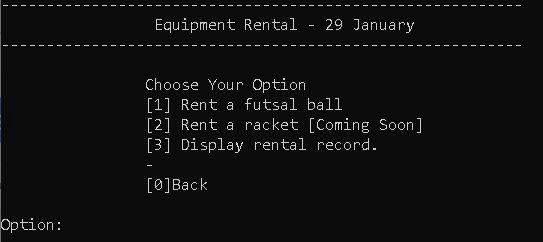 ----------------------------------------------------------
Equipment Rental - 29 January
----------------------------------------------------------
Choose Your Option
[1] Rent a futsal ball
[2] Rent a racket [Coming Soon]
[3] Display rental record.
-
[0]Back
Option: